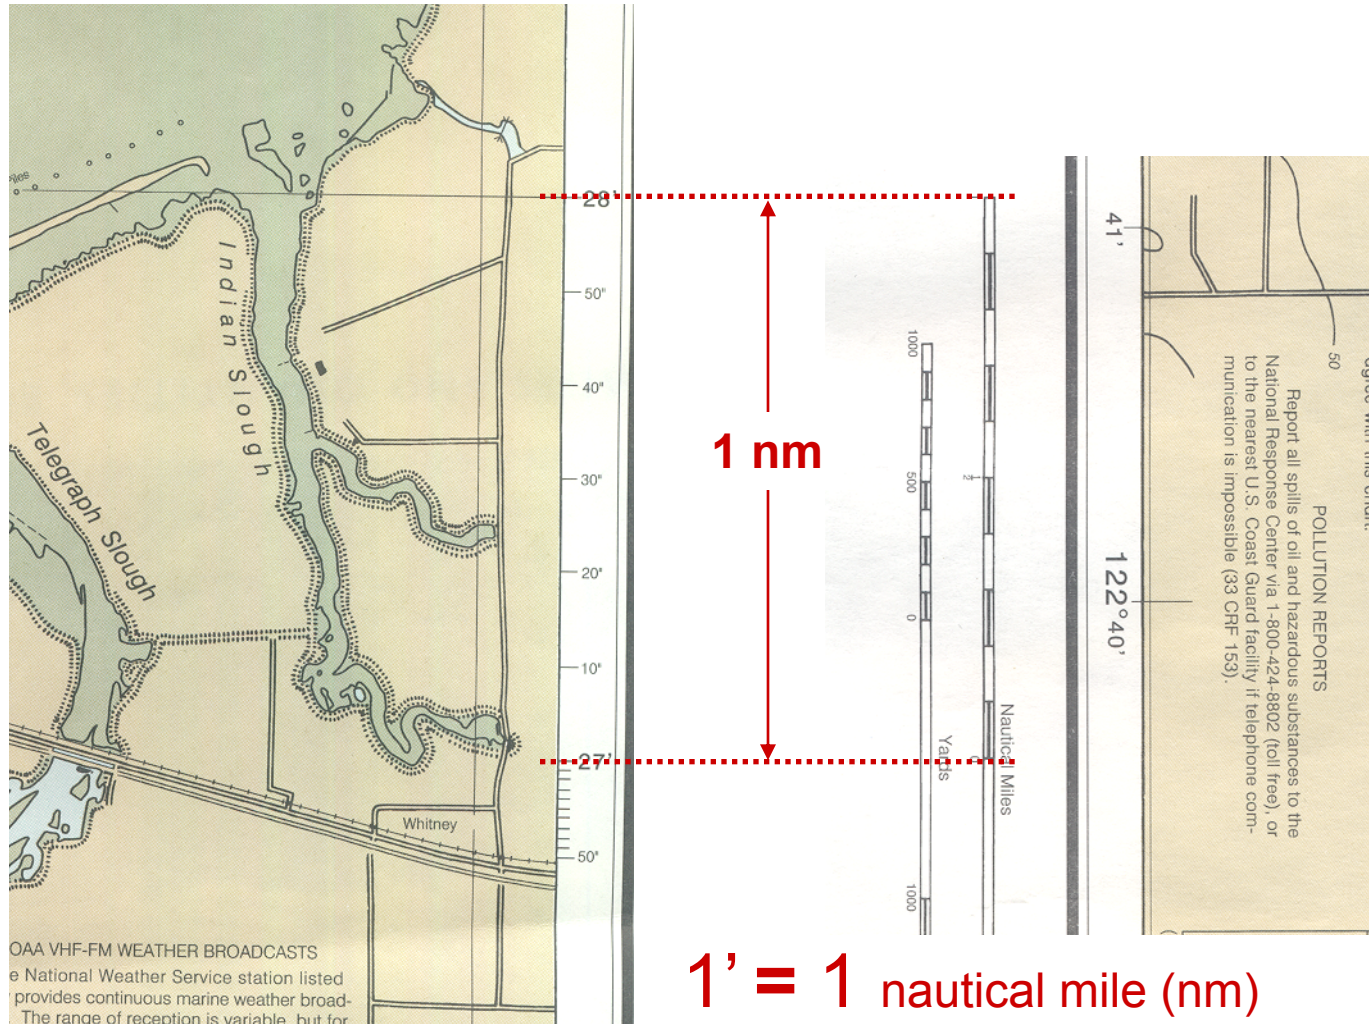 28'
50"
40"
30"
20"
10"
27'
50"
Indian Slough
Telegraph Slough
Whitney
OAA VHF-FM WEATHER BROADCASTS
e National Weather Service station listed
provides continuous marine weather broad-
. The range of reception is variable, but for
1 nm
1000
500
0
1000
Yards
1
2
0
Nautical Miles
41'
122°40'
50
POLLUTION REPORTS
Report all spills of oil and hazardous substances to the
National Response Center via 1-800-424-8802 (toll free), or
to the nearest U.S. Coast Guard facility if telephone com-
munication is impossible (33 CRF 153).
1' = 1 nautical mile (nm)